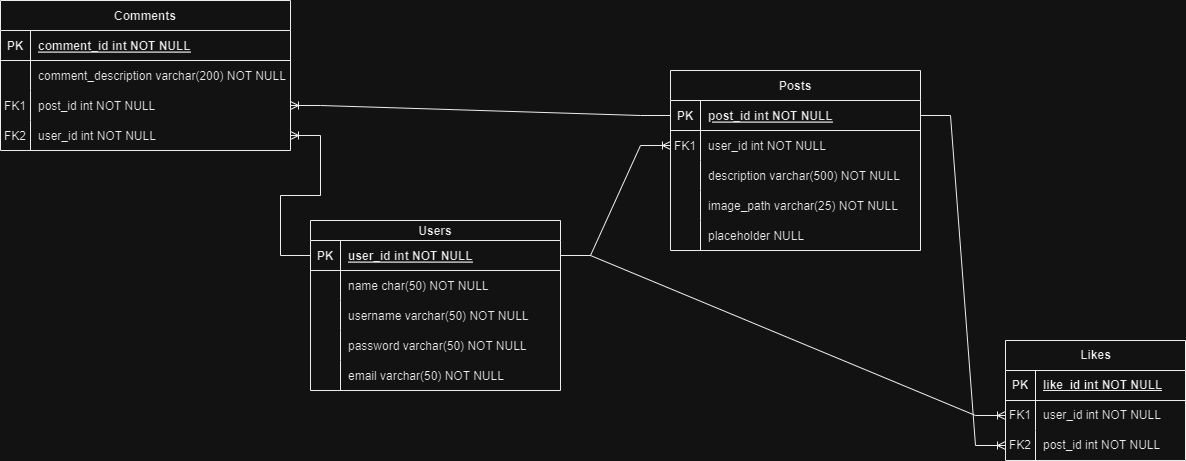 Comments
PK comment_id int NOT NULL
comment_description varchar(200) NOT NULL
FK1 post_id int NOT NULL
FK2 user_id int NOT NULL
Posts
PK post_id int NOT NULL
FK1 user_id int NOT NULL
description varchar(500) NOT NULL
image_path varchar(25) NOT NULL
placeholder NULL
Users
PK user_id int NOT NULL
name char(50) NOT NULL
username varchar(50) NOT NULL
password varchar(50) NOT NULL
email varchar(50) NOT NULL
Likes
PK like_id int NOT NULL
FK1 user_id int NOT NULL
FK2 post_id int NOT NULL